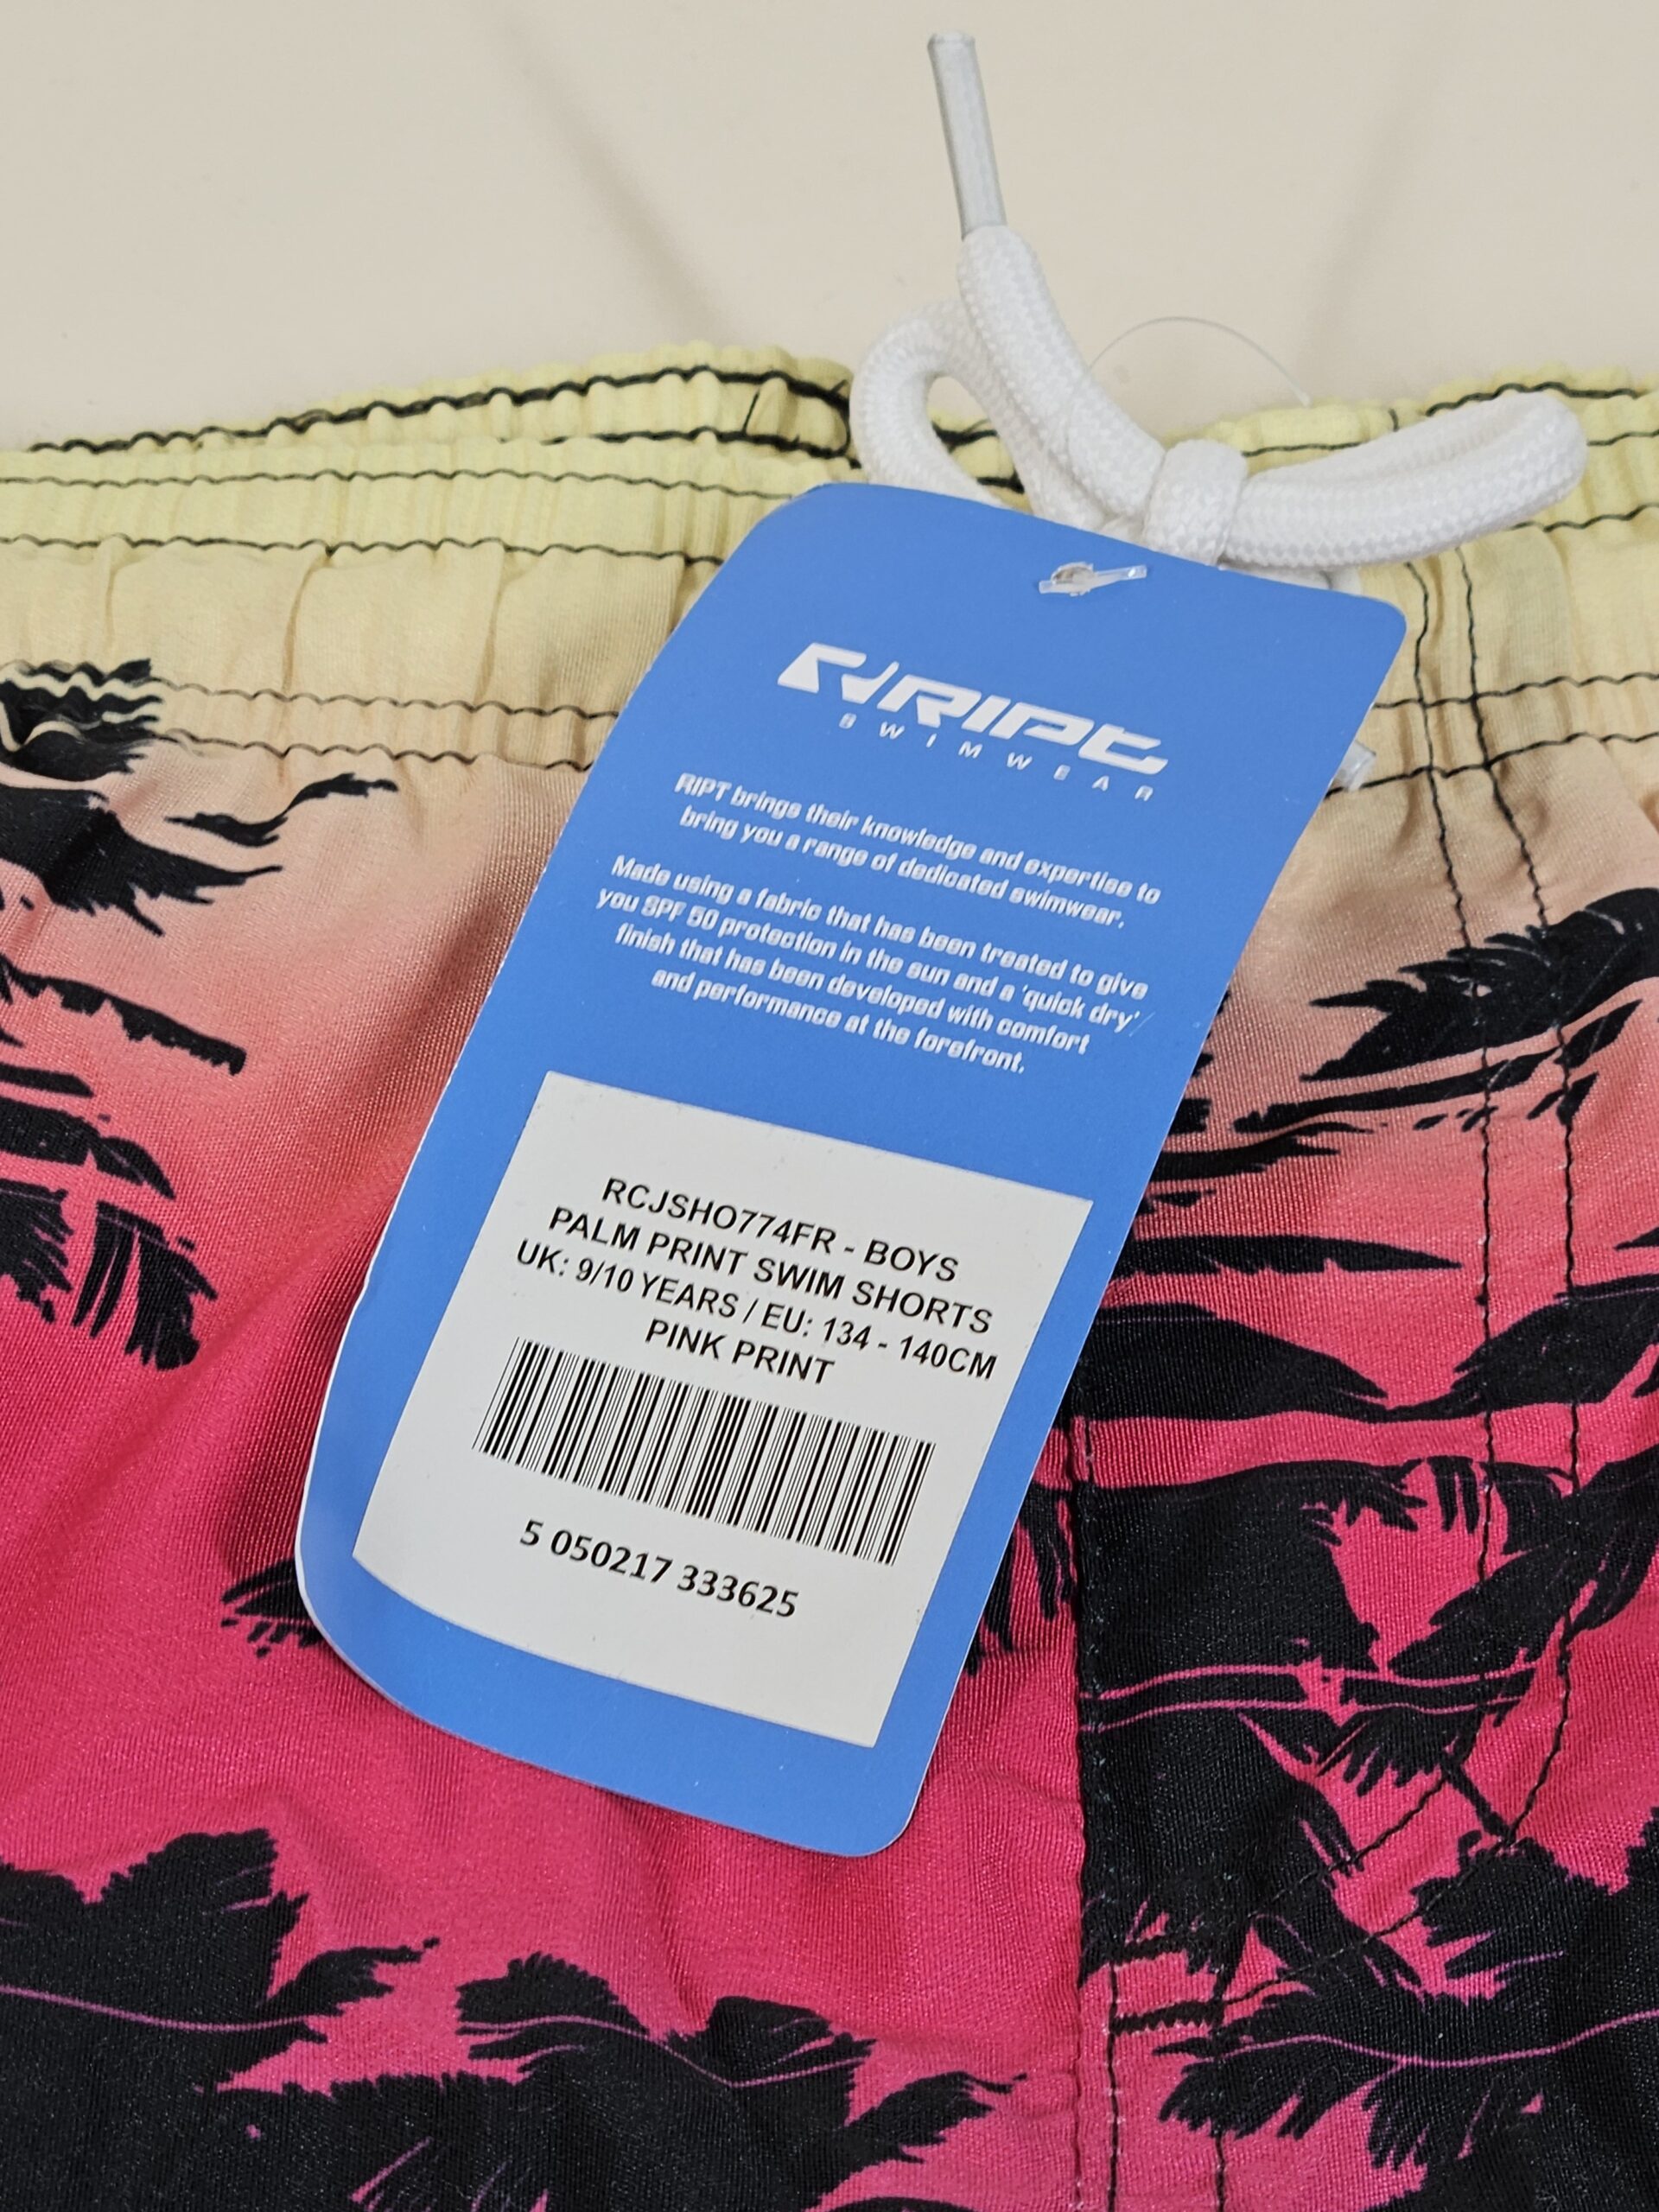 RIPT
SWIMWEAR
RIPT brings their knowledge and expertise to
bring you a range of dedicated swimwear.
Made using a fabric that has been treated to give
you SPF 50 protection in the sun and a 'quick dry'
finish that has been developed with comfort
and performance at the forefront.
RCJSHO774FR - BOYS
PALM PRINT SWIM SHORTS
UK: 9/10 YEARS / EU: 134 - 140CM
PINK PRINT
5 050217 333625